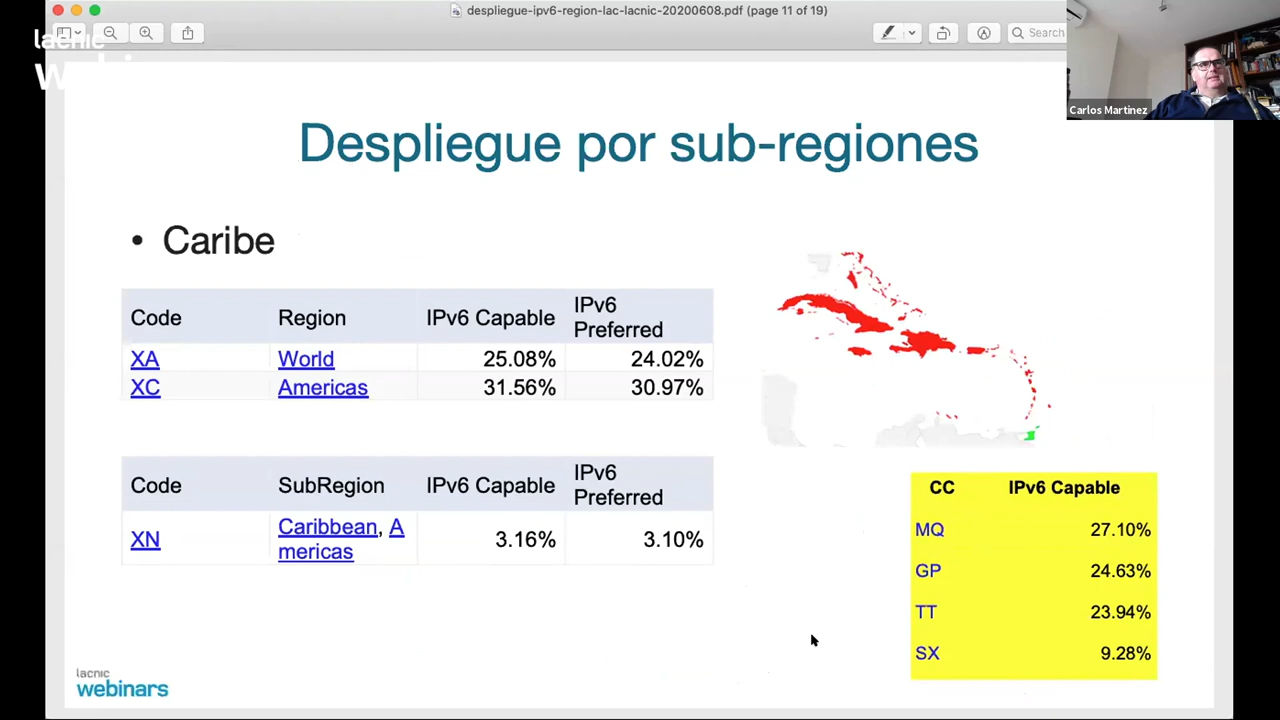 despliegue-ipv6-region-lac-lacnic-20200608.pdf (page 11 of 19)
Search
lacnic
Carlos Martinez
Despliegue por sub-regiones
• Caribe
Code Region IPv6 Capable IPv6 Preferred
XA World 25.08% 24.02%
XC Americas 31.56% 30.97%
Code SubRegion IPv6 Capable IPv6 Preferred
XN Caribbean, Americas 3.16% 3.10%
CC IPv6 Capable
MQ 27.10%
GP 24.63%
TT 23.94%
SX 9.28%
lacnic
webinars